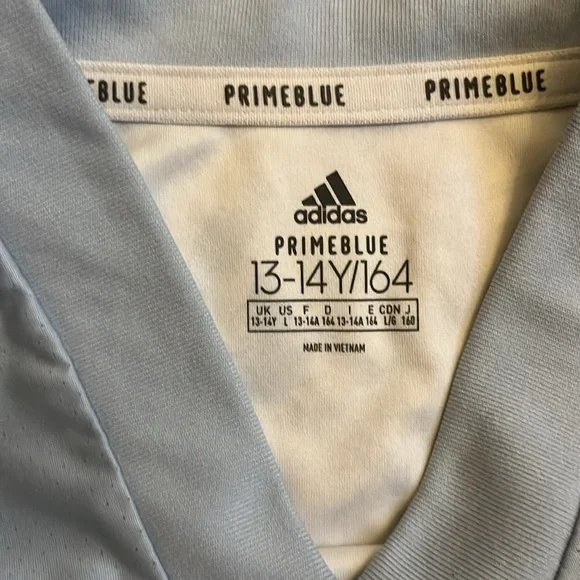 EBLUE PRIMEBLUE PRIMEBLUE
adidas
PRIMEBLUE
13-14Y/164
UK US F D I E CDN J
13-14Y L 13-14A 164 13-14A 164 L/G 160
MADE IN VIETNAM